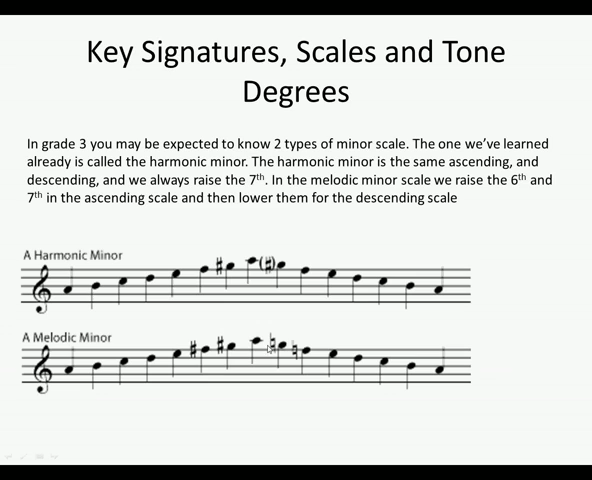 Key Signatures, Scales and Tone
Degrees
In grade 3 you may be expected to know 2 types of minor scale. The one we've learned
already is called the harmonic minor. The harmonic minor is the same ascending, and
descending, and we always raise the 7th. In the melodic minor scale we raise the 6th and
7th in the ascending scale and then lower them for the descending scale
A Harmonic Minor
A Melodic Minor